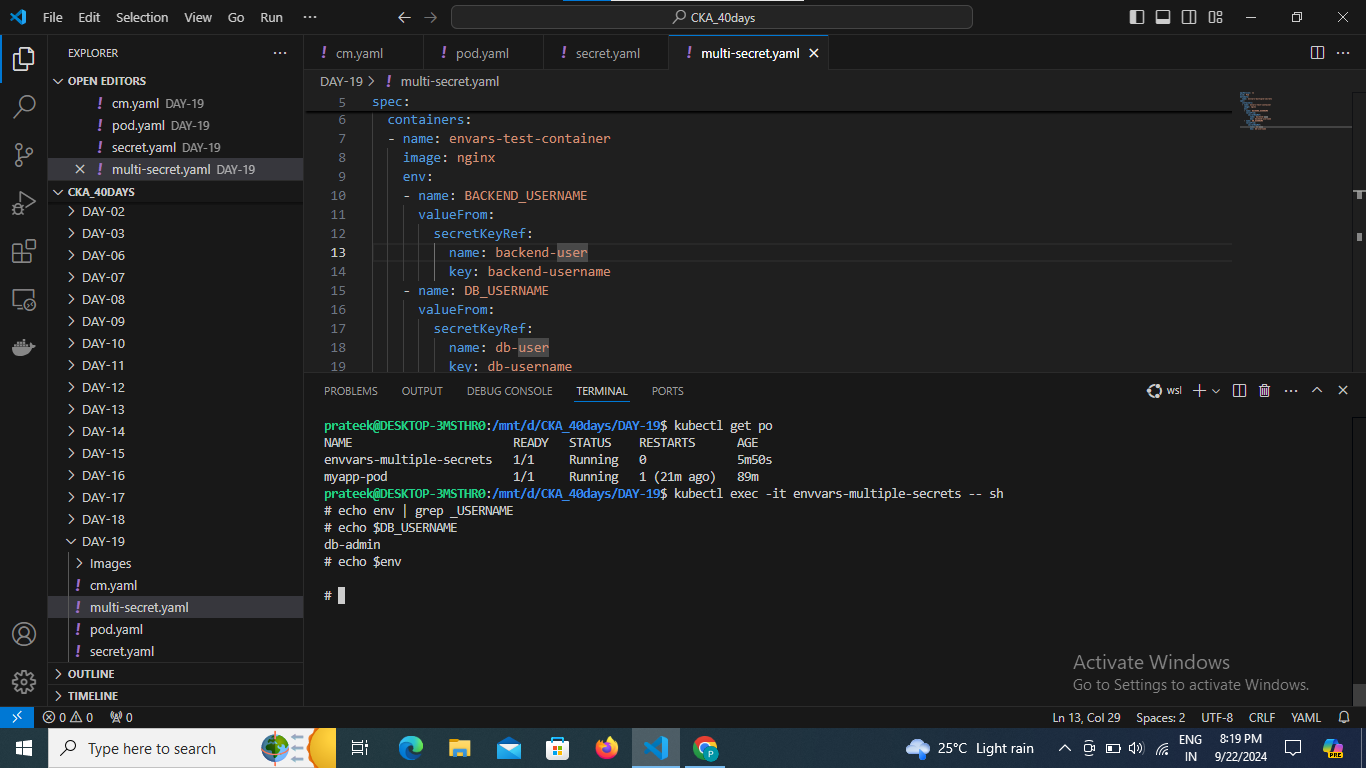 File Edit Selection View Go Run ··· CKA_40days
EXPLORER
OPEN EDITORS
cm.yaml DAY-19
pod.yaml DAY-19
secret.yaml DAY-19
multi-secret.yaml DAY-19
CKA_40DAYS
DAY-02
DAY-03
DAY-06
DAY-07
DAY-08
DAY-09
DAY-10
DAY-11
DAY-12
DAY-13
DAY-14
DAY-15
DAY-16
DAY-17
DAY-18
DAY-19
Images
cm.yaml
multi-secret.yaml
pod.yaml
secret.yaml
OUTLINE
TIMELINE
! cm.yaml ! pod.yaml ! secret.yaml ! multi-secret.yaml
DAY-19 > ! multi-secret.yaml
5 spec:
6 containers:
7 - name: envars-test-container
8 image: nginx
9 env:
10 - name: BACKEND_USERNAME
11 valueFrom:
12 secretKeyRef:
13 name: backend-user
14 key: backend-username
15 - name: DB_USERNAME
16 valueFrom:
17 secretKeyRef:
18 name: db-user
19 key: db-username
PROBLEMS OUTPUT DEBUG CONSOLE TERMINAL PORTS wsl
prateek@DESKTOP-3MSTHR0:/mnt/d/CKA_40days/DAY-19$ kubectl get po
NAME READY STATUS RESTARTS AGE
envvars-multiple-secrets 1/1 Running 0 5m50s
myapp-pod 1/1 Running 1 (21m ago) 89m
prateek@DESKTOP-3MSTHR0:/mnt/d/CKA_40days/DAY-19$ kubectl exec -it envvars-multiple-secrets -- sh
# echo env | grep _USERNAME
# echo $DB_USERNAME
db-admin
# echo $env
#
Activate Windows
Go to Settings to activate Windows.
0 0 0 Ln 13, Col 29 Spaces: 2 UTF-8 CRLF YAML
Type here to search 25°C Light rain ENG IN 8:19 PM 9/22/2024